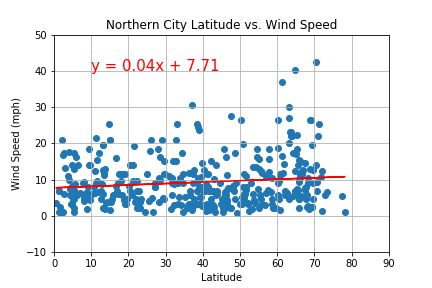 Northern City Latitude vs. Wind Speed
y = 0.04x + 7.71
Wind Speed (mph)
50
40
30
20
10
0
−10
0 10 20 30 40 50 60 70 80 90
Latitude